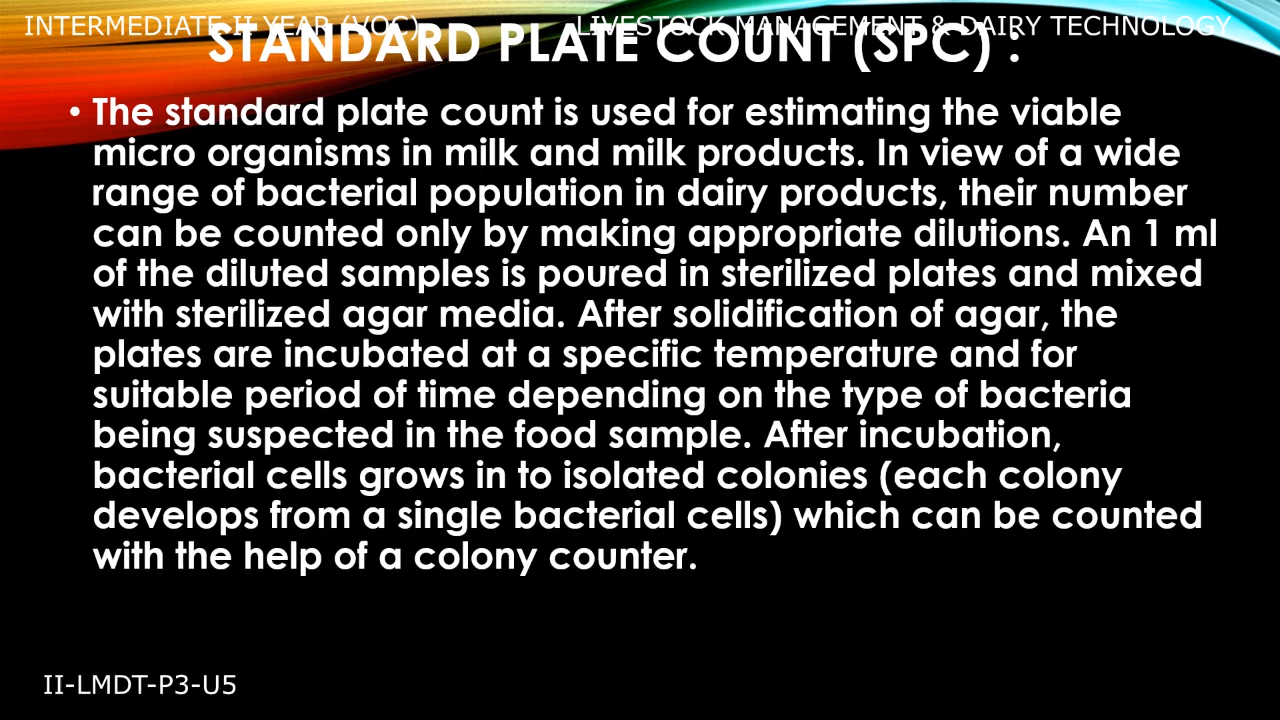 INTERMEDIATE II YEAR (VOC) LIVESTOCK MANAGEMENT & DAIRY TECHNOLOGY
STANDARD PLATE COUNT (SPC) :
• The standard plate count is used for estimating the viable
micro organisms in milk and milk products. In view of a wide
range of bacterial population in dairy products, their number
can be counted only by making appropriate dilutions. An 1 ml
of the diluted samples is poured in sterilized plates and mixed
with sterilized agar media. After solidification of agar, the
plates are incubated at a specific temperature and for
suitable period of time depending on the type of bacteria
being suspected in the food sample. After incubation,
bacterial cells grows in to isolated colonies (each colony
develops from a single bacterial cells) which can be counted
with the help of a colony counter.
II-LMDT-P3-U5